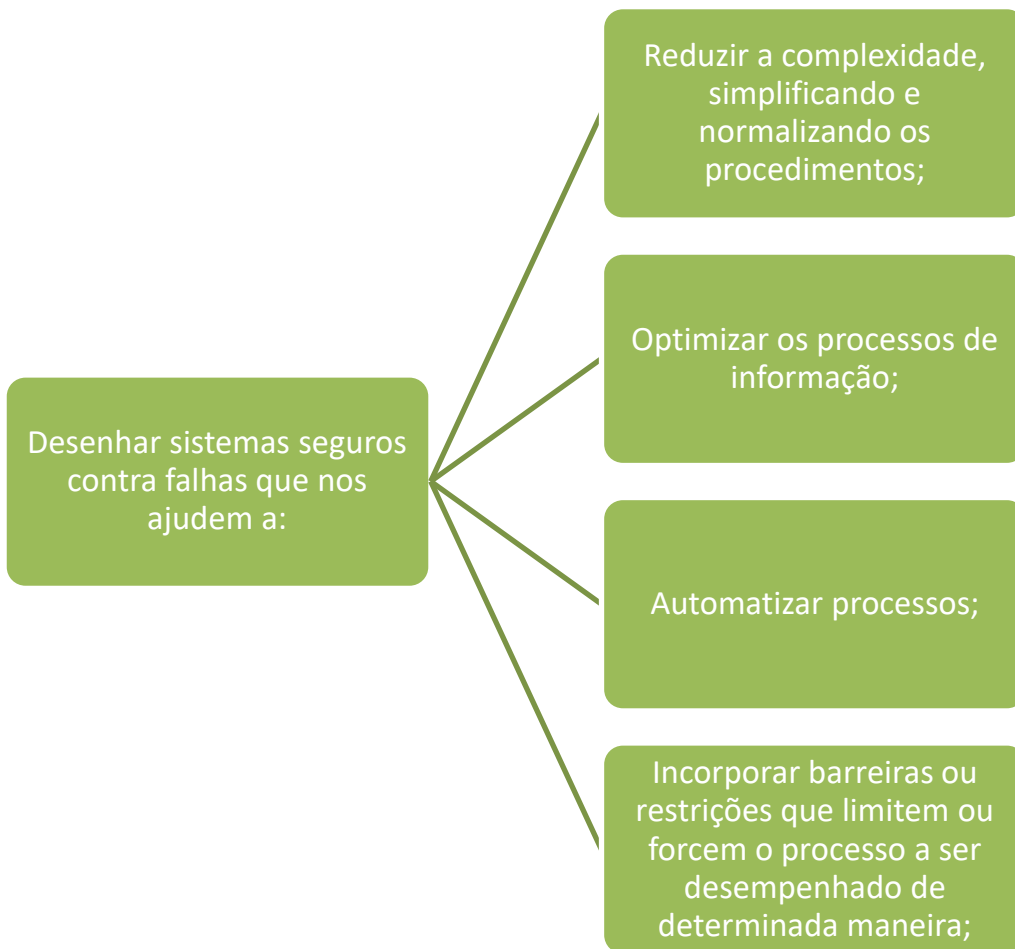 Desenhar sistemas seguros
contra falhas que nos
ajudem a:
Reduzir a complexidade,
simplificando e
normalizando os
procedimentos;
Optimizar os processos de
informação;
Automatizar processos;
Incorporar barreiras ou
restrições que limitem ou
forcem o processo a ser
desempenhado de
determinada maneira;